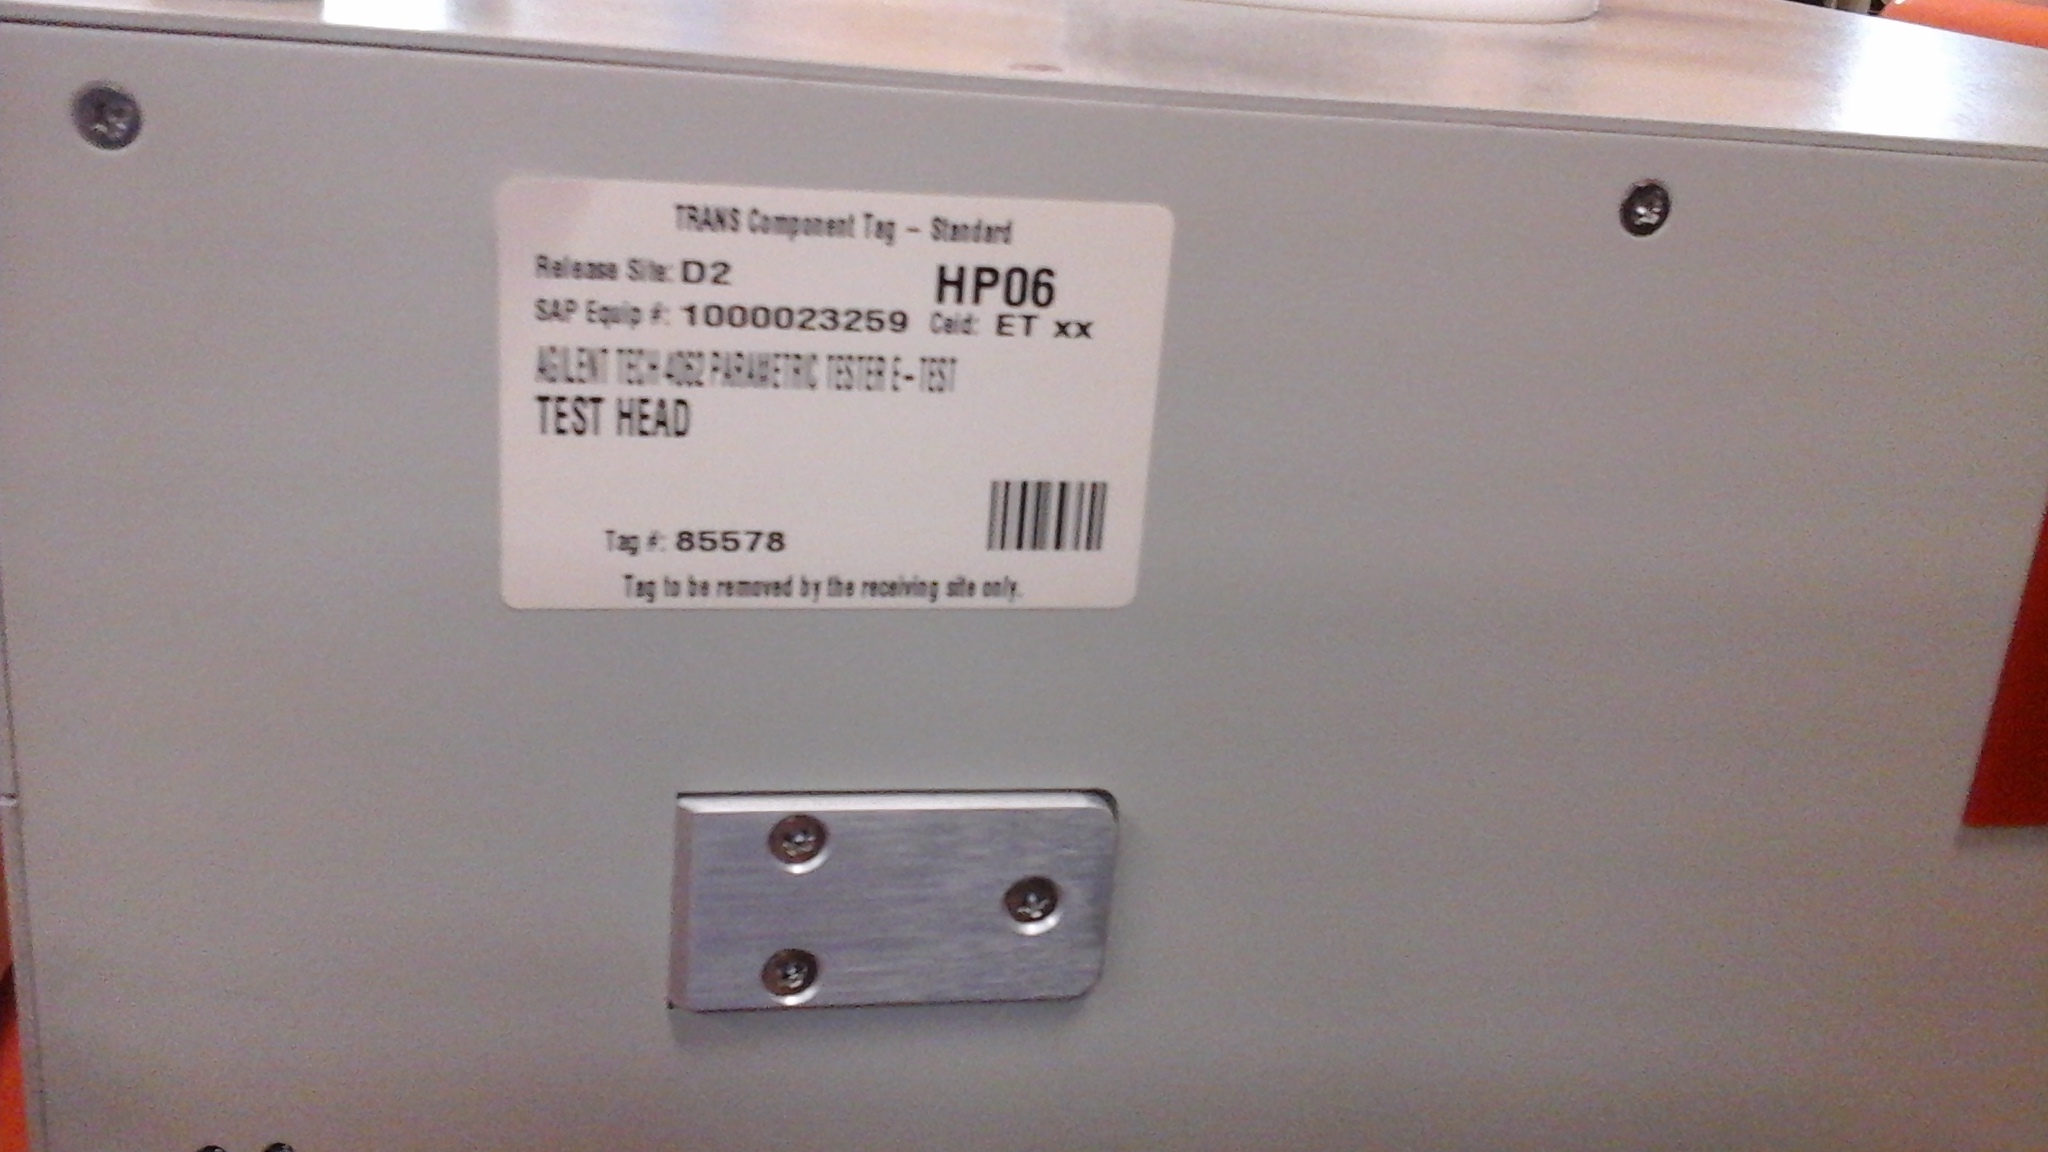 TRANS Component Tag – Standard
Release Site: D2 HP06
SAP Equip #: 1000023259 Ceid: ET xx
AGILENT TECH 4062 PARAMETRIC TESTER E-TEST
TEST HEAD
Tag #: 85578
Tag to be removed by the receiving site only.